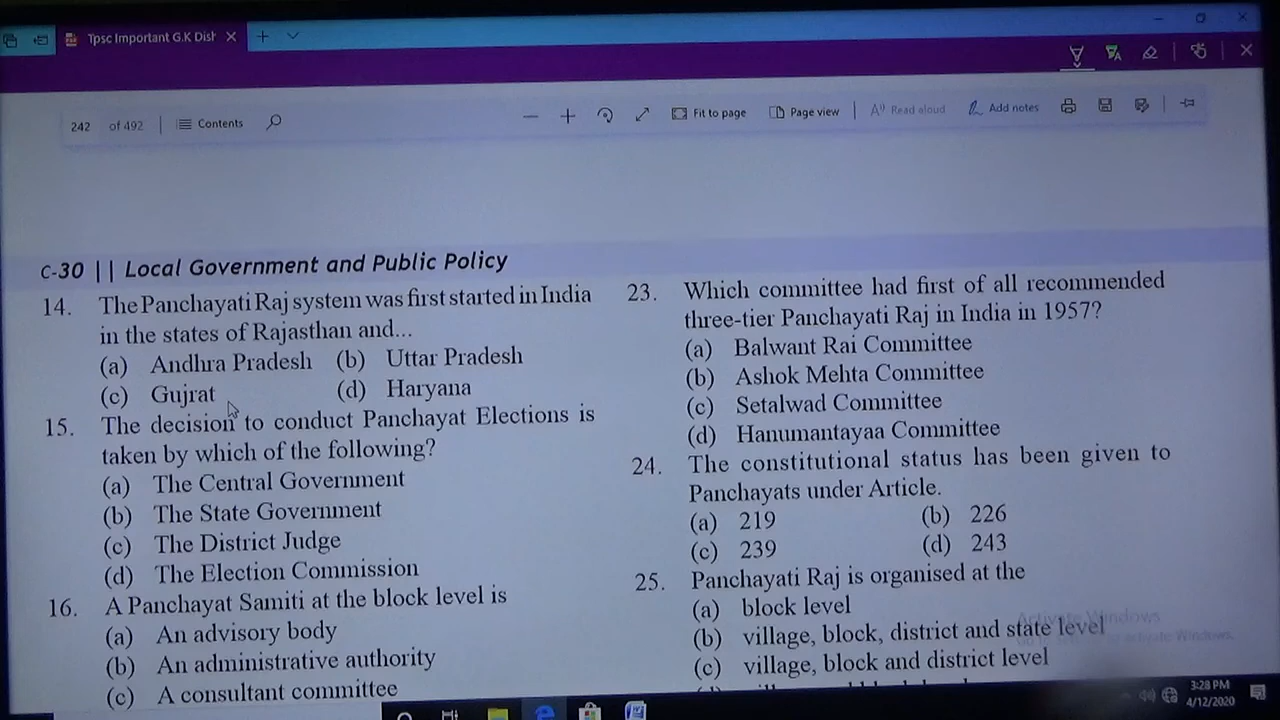 Tpsc Important G.K Dist
242 of 492 Contents Fit to page Page view Read aloud Add notes
C-30 || Local Government and Public Policy
14. The Panchayati Raj system was first started in India
in the states of Rajasthan and...
(a) Andhra Pradesh (b) Uttar Pradesh
(c) Gujrat (d) Haryana
15. The decision to conduct Panchayat Elections is
taken by which of the following?
(a) The Central Government
(b) The State Government
(c) The District Judge
(d) The Election Commission
16. A Panchayat Samiti at the block level is
(a) An advisory body
(b) An administrative authority
(c) A consultant committee
23. Which committee had first of all recommended
three-tier Panchayati Raj in India in 1957?
(a) Balwant Rai Committee
(b) Ashok Mehta Committee
(c) Setalwad Committee
(d) Hanumantayaa Committee
24. The constitutional status has been given to
Panchayats under Article.
(a) 219 (b) 226
(c) 239 (d) 243
25. Panchayati Raj is organised at the
(a) block level
(b) village, block, district and state level
(c) village, block and district level
Activate Windows
3:28 PM
4/12/2020